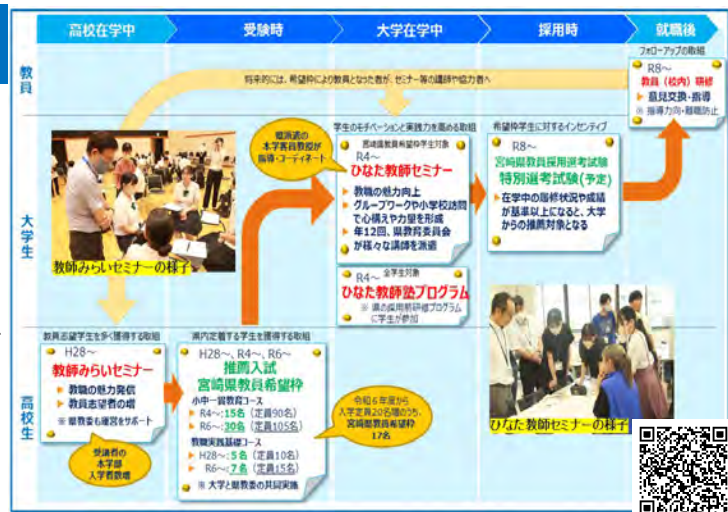 高校在学中
受験時
大学在学中
採用時
就職後
教員
大学生
高校生
将来的には、希望枠により教員となった者が、セミナー等の講師や協力者へ
フォローアップの取組
R8～
教員（校内）研修
意見交換・指導
※ 指導力向・離職防止
教師みらいセミナーの様子
県派遣の
本学客員教授が
指導・コーディネート
学生のモチベーションと実践力を高める取組
宮崎県教員希望枠学生対象
R4～
ひなた教師セミナー
教職の魅力向上
グループワークや小学校訪問
で心構えや力量を形成
年12回、県教育委員会
が様々な講師を派遣
R4～ 全学生対象
ひなた教師塾プログラム
※ 県の採用前研修プログラム
に学生が参加
希望枠学生に対するインセンティブ
R8～
宮崎県教員採用選考試験
特別選考試験(予定)
在学中の履修状況や成績
が基準以上になると、大学
からの推薦対象となる
教員志望学生を多く獲得する取組
H28～
教師みらいセミナー
教職の魅力発信
教員志望者の増
※ 県教委も運営をサポート
受講者の
本学部
入学者数増
県内定着する学生を獲得する取組
H28～、R4～、R6～
推薦入試
宮崎県教員希望枠
小中一貫教育コース
R4～:15名（定員90名）
R6～:30名（定員105名）
教職実践基礎コース
H28～:5名（定員10名）
R6～:7名（定員15名）
※ 大学と県教委の共同実施
令和6年度から
入学定員20名増のうち、
宮崎県教員希望枠
17名
ひなた教師セミナーの様子